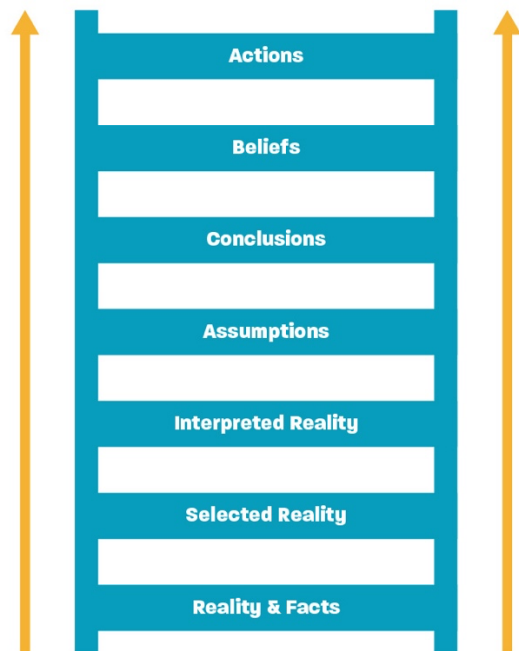 Actions
Beliefs
Conclusions
Assumptions
Interpreted Reality
Selected Reality
Reality & Facts